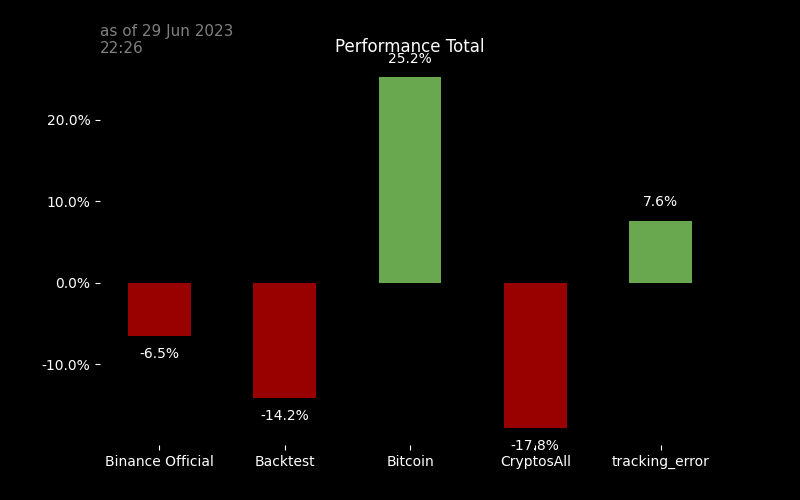 as of 29 Jun 2023
22:26
Performance Total
25.2%
20.0%
10.0%
7.6%
0.0%
-6.5%
-10.0%
-14.2%
-17.8%
Binance Official
Backtest
Bitcoin
CryptosAll
tracking_error